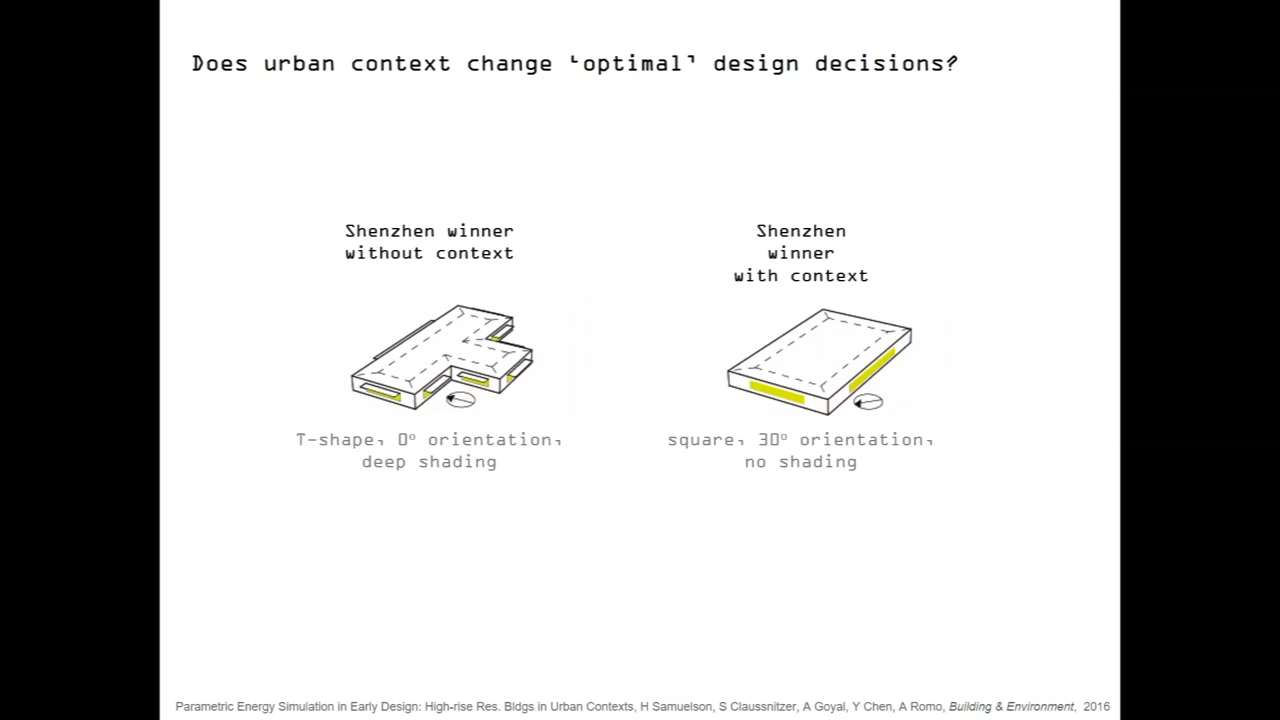 Does urban context change ‘optimal’ design decisions?
Shenzhen winner
without context
Shenzhen
winner
with context
T-shape, 0° orientation,
deep shading
square, 30° orientation,
no shading
Parametric Energy Simulation in Early Design: High-rise Res. Bldgs in Urban Contexts, H Samuelson, S Claussnitzer, A Goyal, Y Chen, A Romo, Building & Environment, 2016